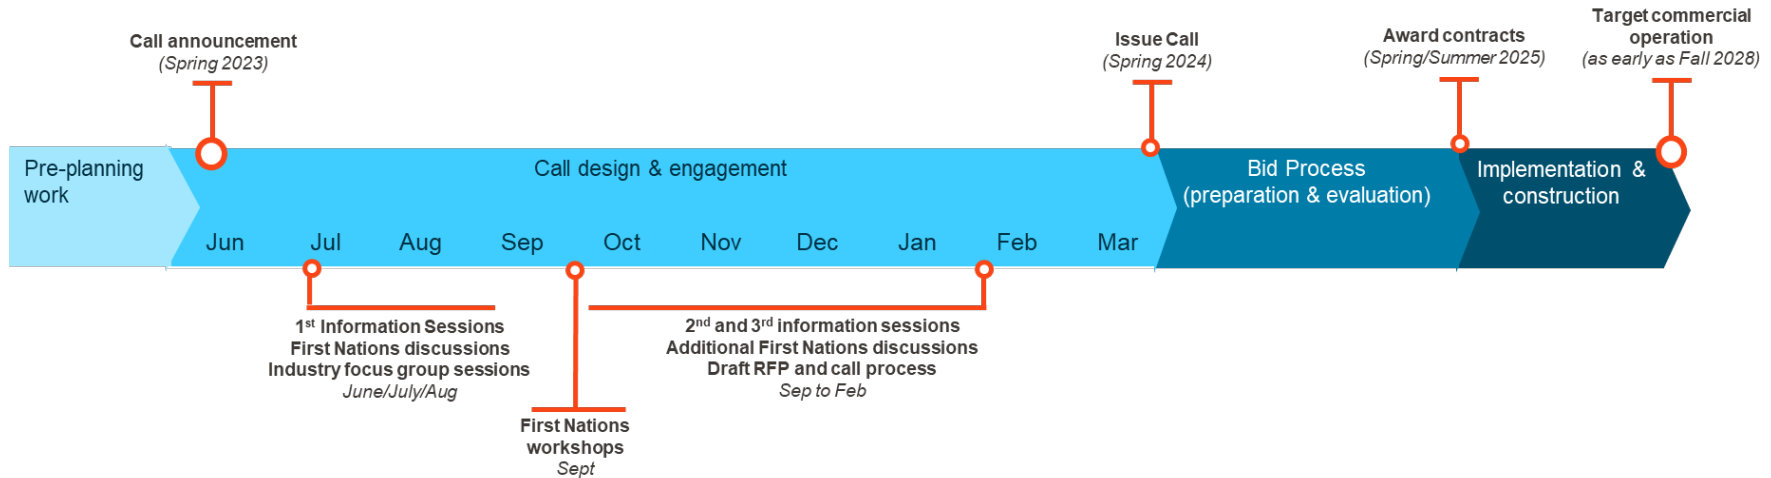 Call announcement
(Spring 2023)
Issue Call
(Spring 2024)
Award contracts
(Spring/Summer 2025)
Target commercial
operation
(as early as Fall 2028)
Pre-planning
work
Call design & engagement
Bid Process
(preparation & evaluation)
Implementation &
construction
Jun Jul Aug Sep Oct Nov Dec Jan Feb Mar
1st Information Sessions
First Nations discussions
Industry focus group sessions
June/July/Aug
2nd and 3rd information sessions
Additional First Nations discussions
Draft RFP and call process
Sep to Feb
First Nations
workshops
Sept